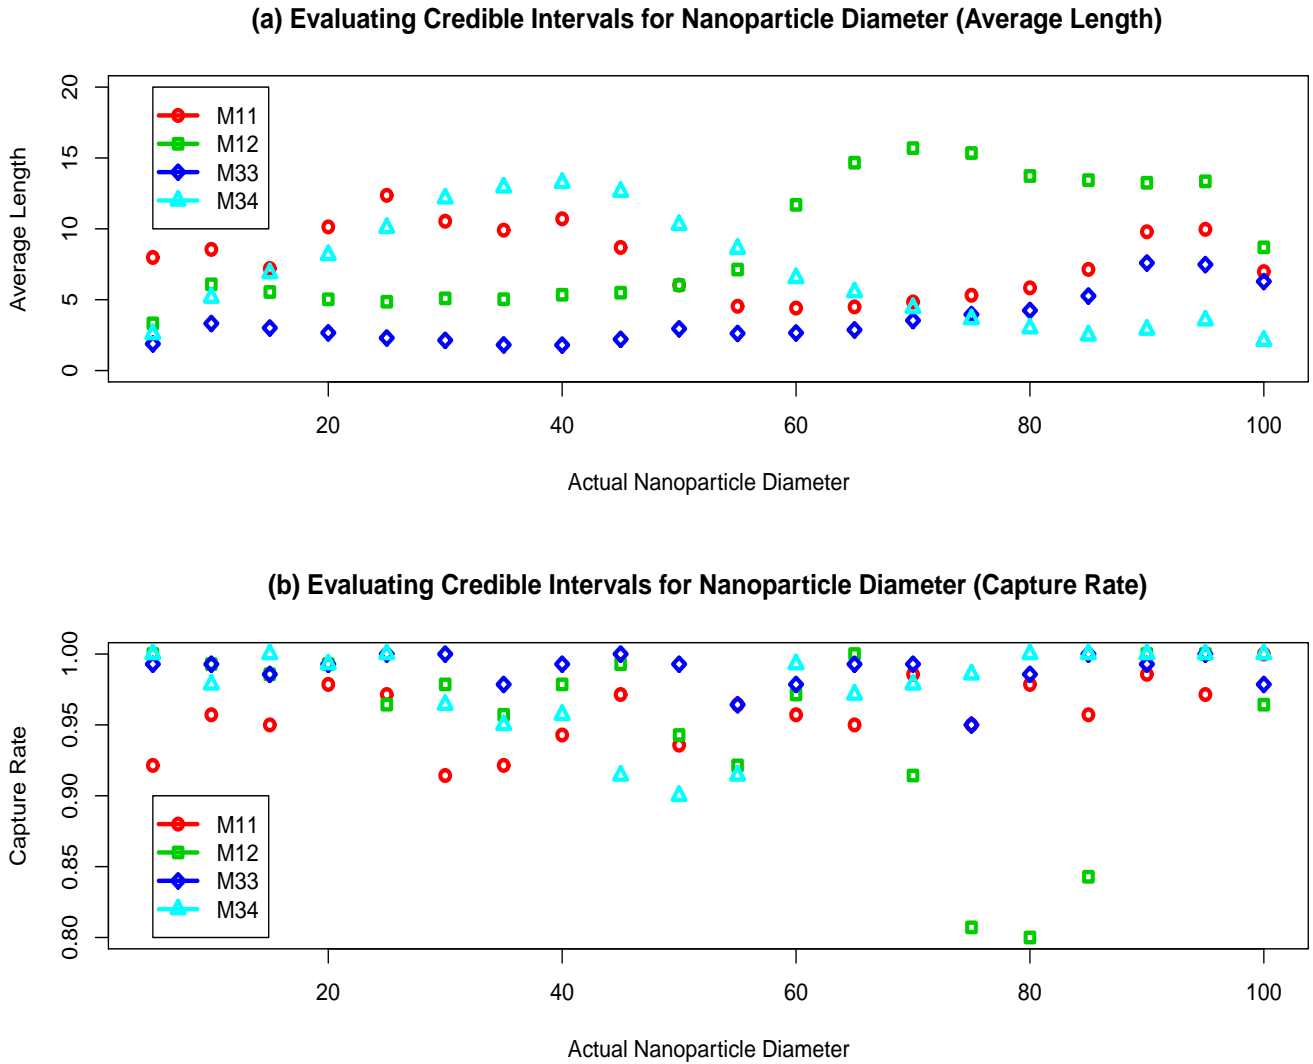 (a) Evaluating Credible Intervals for Nanoparticle Diameter (Average Length)
Average Length
20
15
10
5
0
M11
M12
M33
M34
20 40 60 80 100
Actual Nanoparticle Diameter
(b) Evaluating Credible Intervals for Nanoparticle Diameter (Capture Rate)
Capture Rate
1.00
0.95
0.90
0.85
0.80
M11
M12
M33
M34
20 40 60 80 100
Actual Nanoparticle Diameter